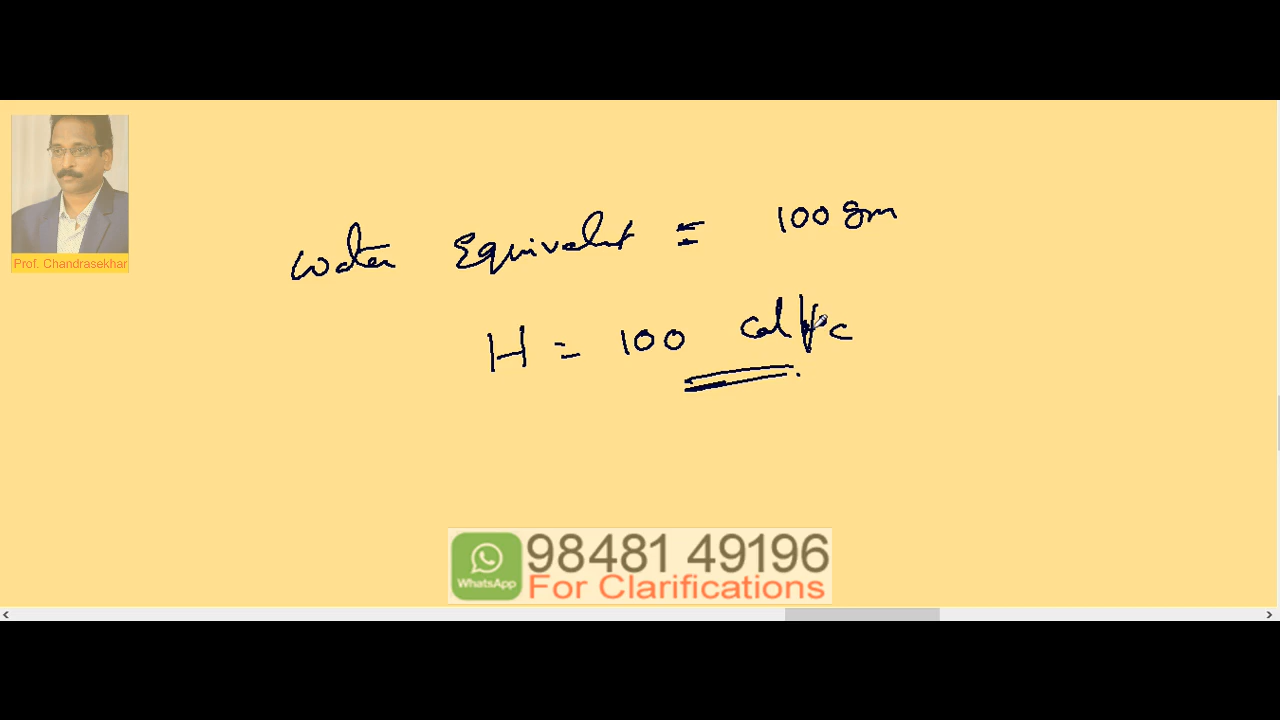 Prof. Chandrasekhar
Water Equivalent = 100 gm
H = 100 cal/°C
98481 49196
WhatsApp
For Clarifications